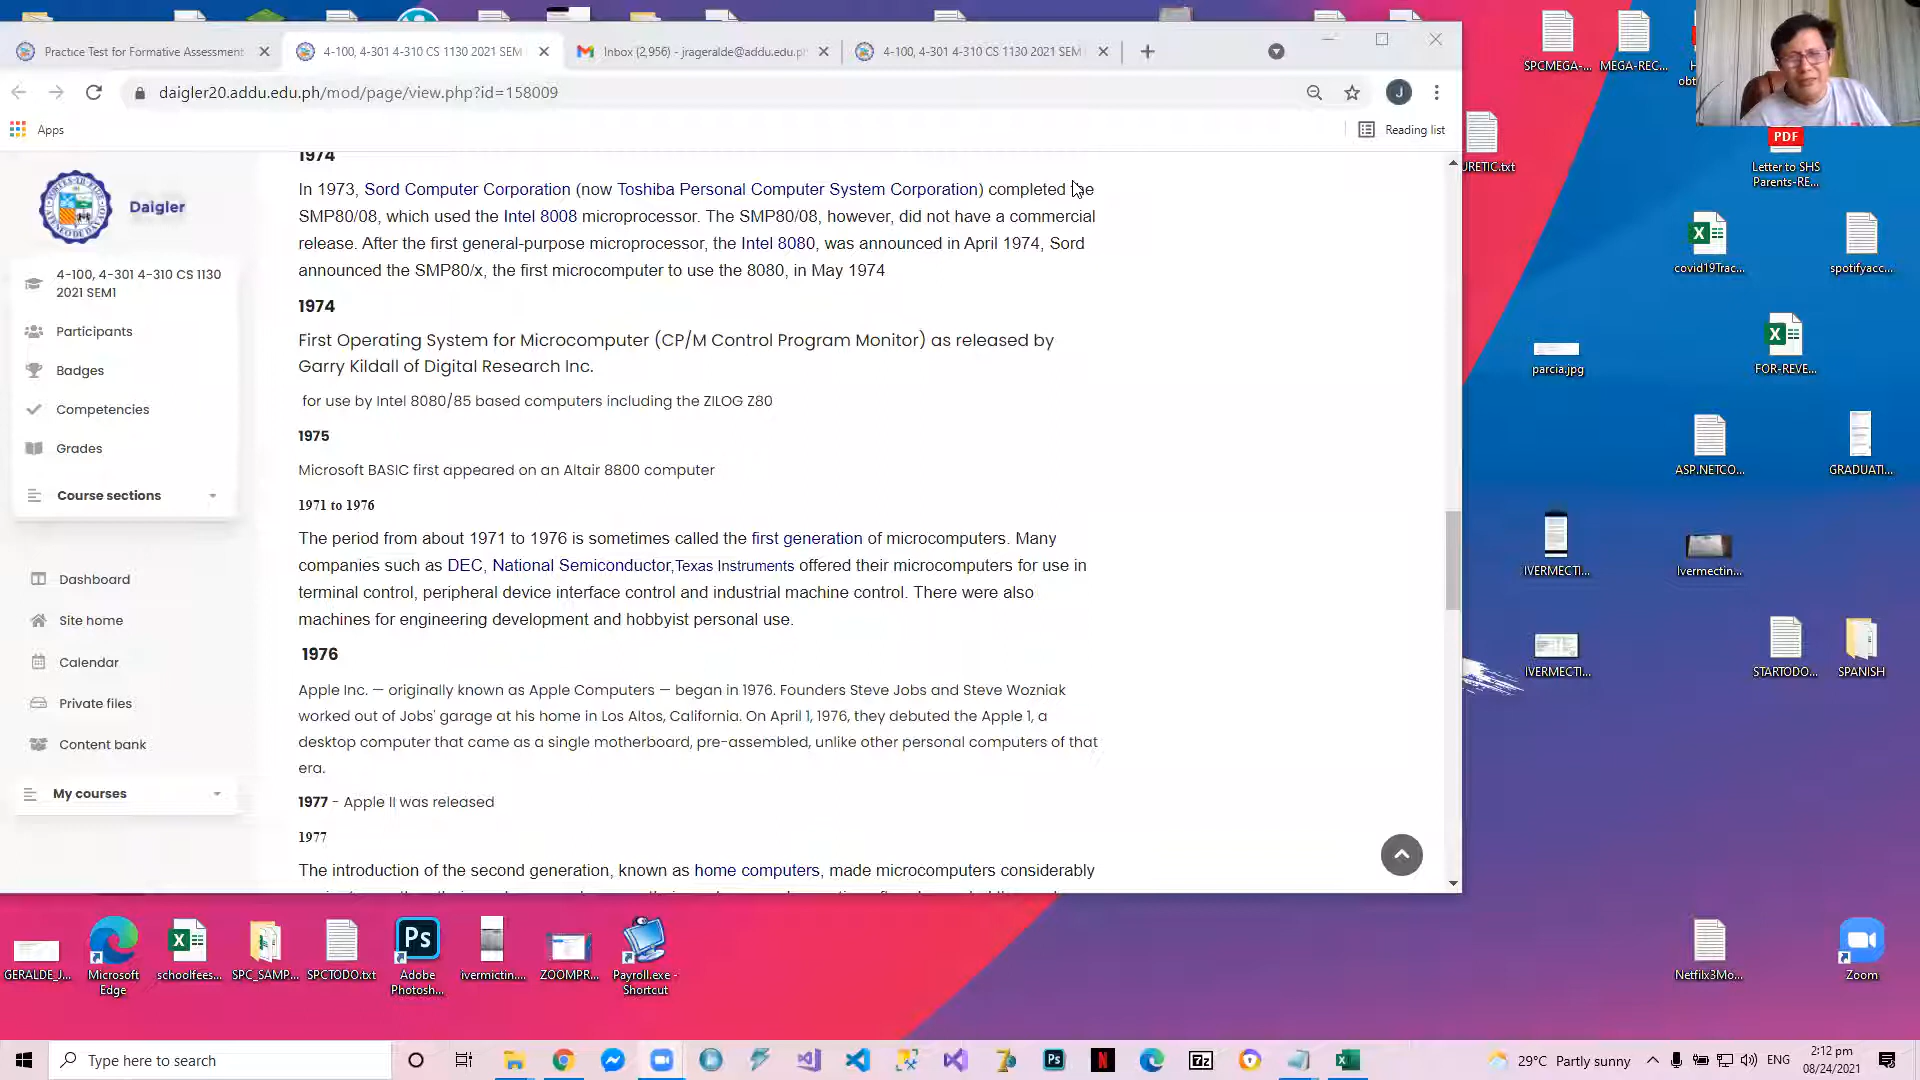 Practice Test for Formative Assessment
4-100, 4-301 4-310 CS 1130 2021 SEM
Inbox (2,956) - jrageralde@addu.edu.p
4-100, 4-301 4-310 CS 1130 2021 SEM
daigler20.addu.edu.ph/mod/page/view.php?id=158009
J
Apps
Reading list
Daigler
4-100, 4-301 4-310 CS 1130
2021 SEM1
Participants
Badges
Competencies
Grades
Course sections
Dashboard
Site home
Calendar
Private files
Content bank
My courses
1974
In 1973, Sord Computer Corporation (now Toshiba Personal Computer System Corporation) completed the
SMP80/08, which used the Intel 8008 microprocessor. The SMP80/08, however, did not have a commercial
release. After the first general-purpose microprocessor, the Intel 8080, was announced in April 1974, Sord
announced the SMP80/x, the first microcomputer to use the 8080, in May 1974
1974
First Operating System for Microcomputer (CP/M Control Program Monitor) as released by
Garry Kildall of Digital Research Inc.
for use by Intel 8080/85 based computers including the ZILOG Z80
1975
Microsoft BASIC first appeared on an Altair 8800 computer
1971 to 1976
The period from about 1971 to 1976 is sometimes called the first generation of microcomputers. Many
companies such as DEC, National Semiconductor,Texas Instruments offered their microcomputers for use in
terminal control, peripheral device interface control and industrial machine control. There were also
machines for engineering development and hobbyist personal use.
1976
Apple Inc. — originally known as Apple Computers — began in 1976. Founders Steve Jobs and Steve Wozniak
worked out of Jobs' garage at his home in Los Altos, California. On April 1, 1976, they debuted the Apple 1, a
desktop computer that came as a single motherboard, pre-assembled, unlike other personal computers of that
era.
1977 - Apple II was released
1977
The introduction of the second generation, known as home computers, made microcomputers considerably
SPCMEGA-...
MEGA-REC...
URETIC.txt
PDF
Letter to SHS
Parents-RE...
covid19Trac...
spotifyacc...
parcia.jpg
FOR-REVE...
ASP.NETCO...
GRADUATI...
IVERMECTI...
Ivermectin...
IVERMECTI...
STARTODO...
SPANISH
Netflix3Mo...
Zoom
GERALDE_J...
Microsoft
Edge
schoolfees...
SPC_SAMP...
SPCTODO.txt
Ps
Adobe
Photosh...
ivermictin....
ZOOMPR...
Payroll.exe -
Shortcut
Type here to search
29°C Partly sunny
ENG
2:12 pm
08/24/2021